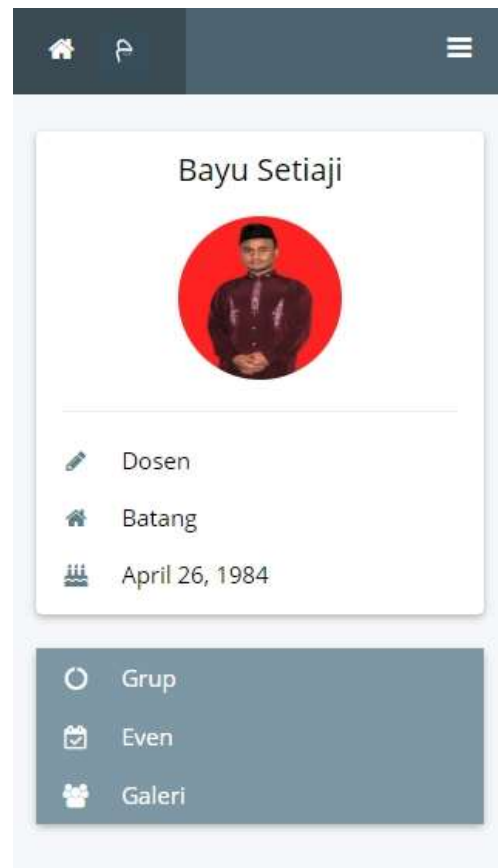 م
Bayu Setiaji
Dosen
Batang
April 26, 1984
Grup
Even
Galeri